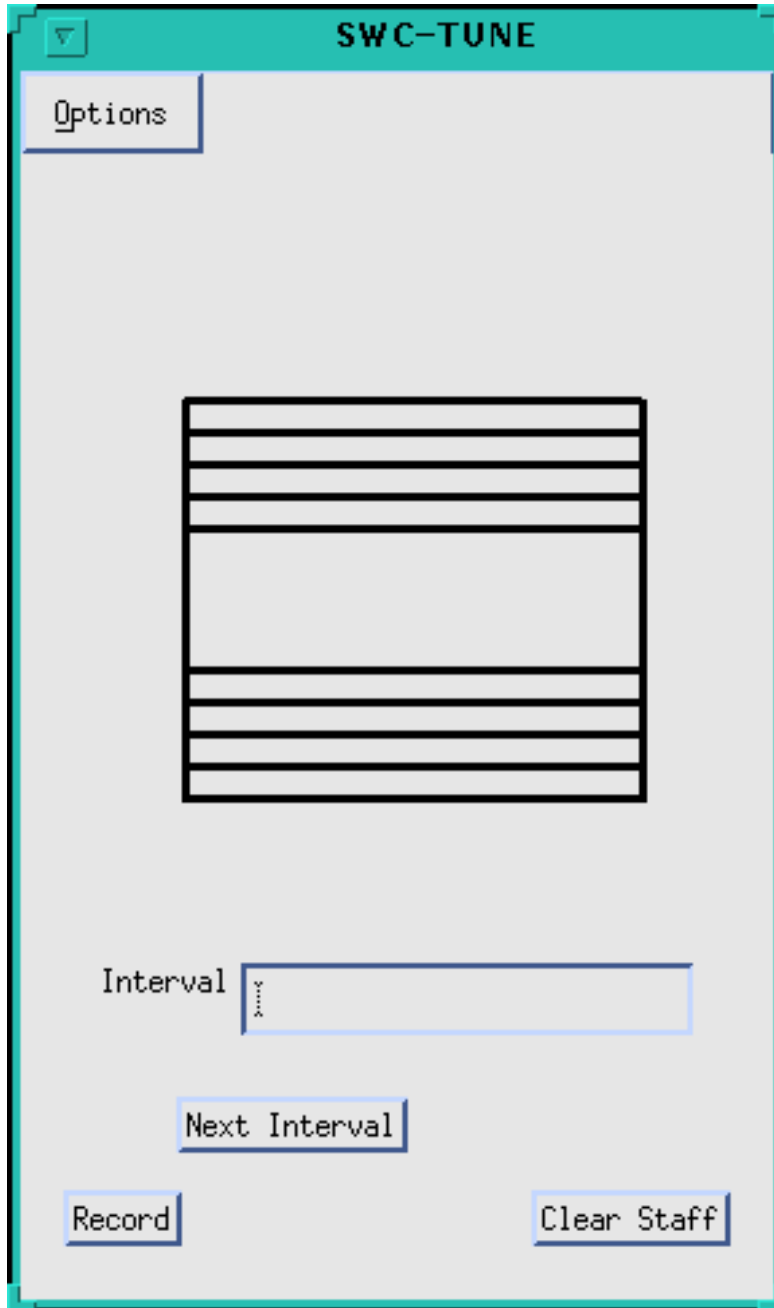 SWC-TUNE
Options
Interval
Next Interval
Record
Clear Staff